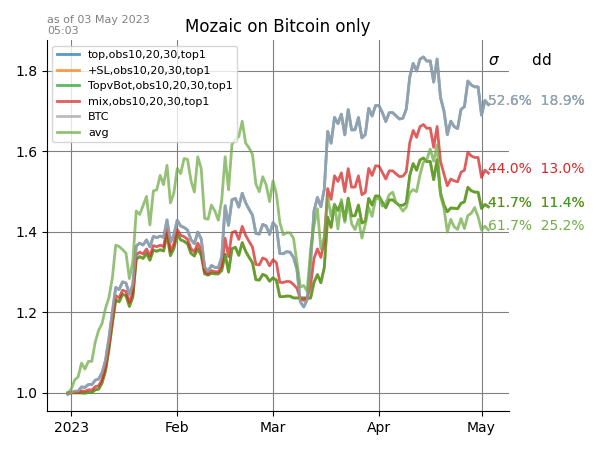 as of 03 May 2023
05:03
Mozaic on Bitcoin only
top,obs10,20,30,top1
+SL,obs10,20,30,top1
TopvBot,obs10,20,30,top1
mix,obs10,20,30,top1
BTC
avg
σ dd
52.6% 18.9%
44.0% 13.0%
41.7% 11.4%
61.7% 25.2%
1.8
1.6
1.4
1.2
1.0
2023 Feb Mar Apr May